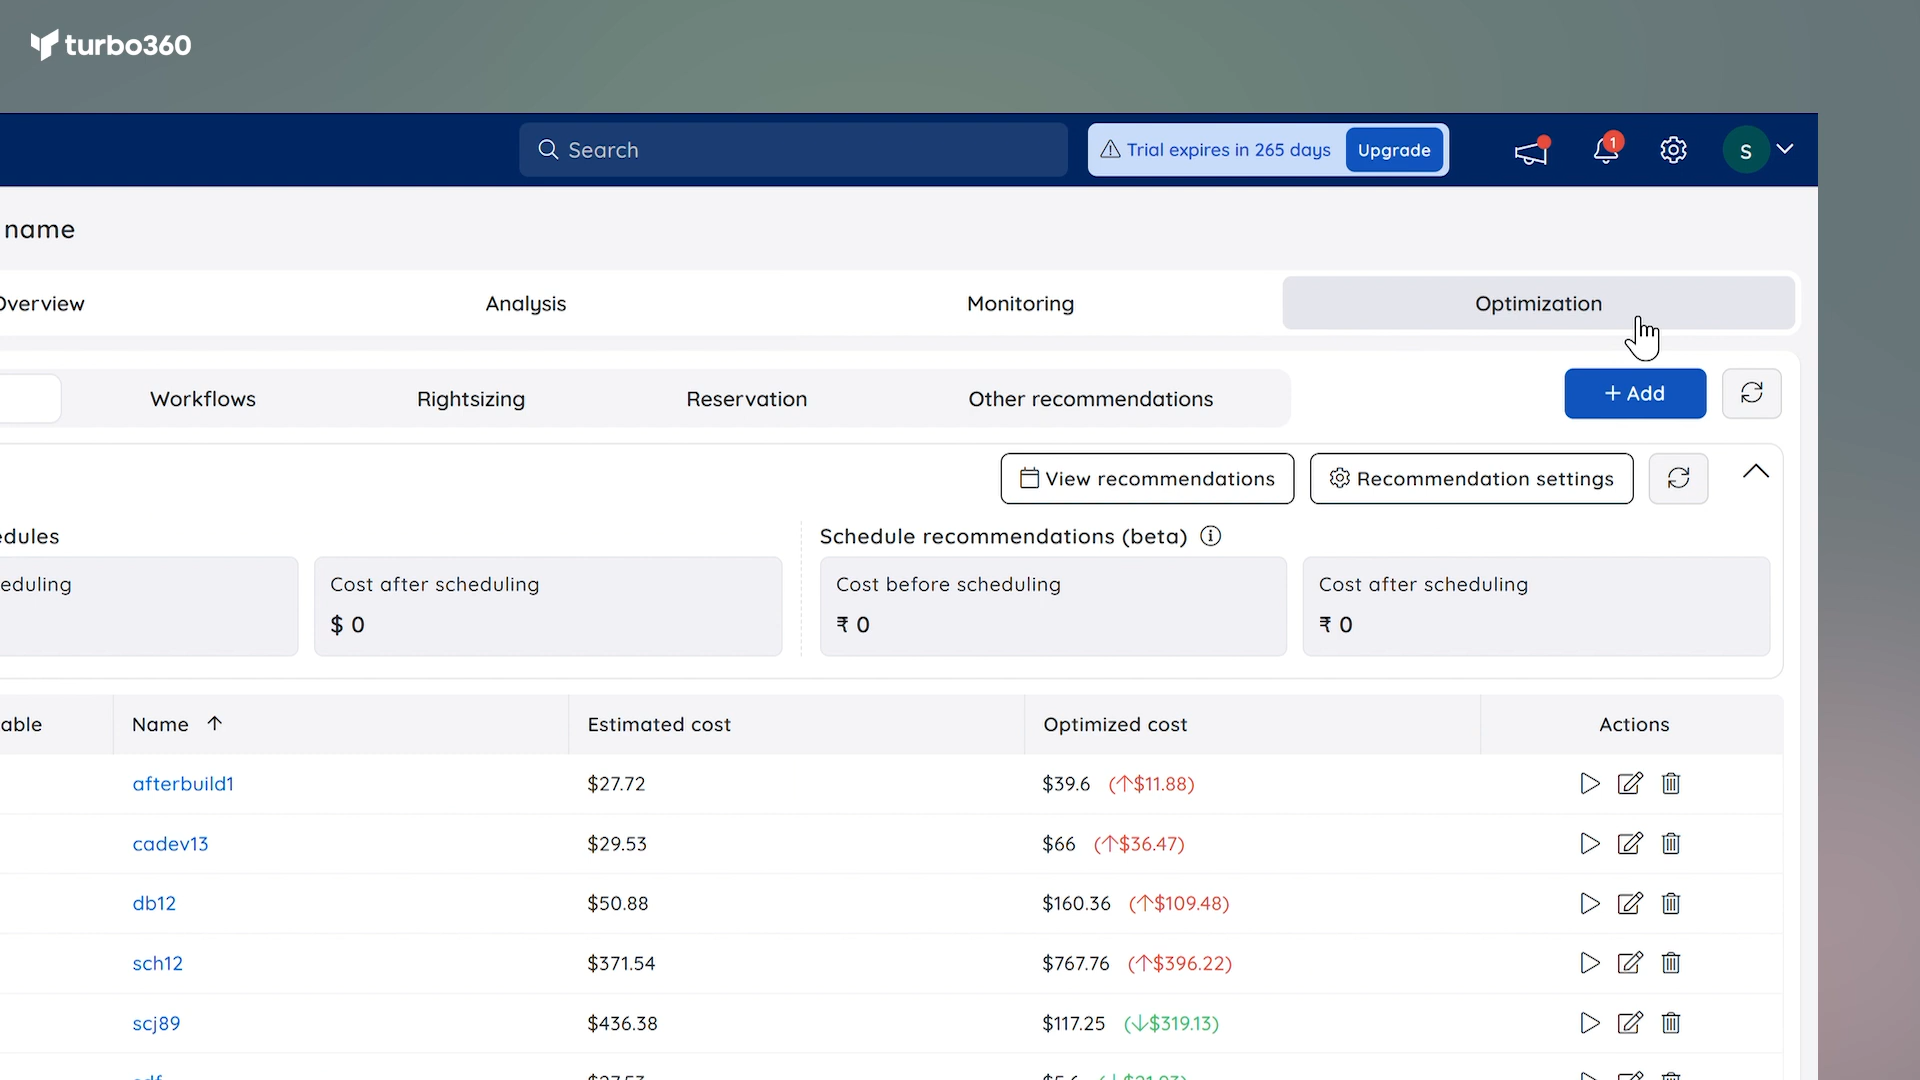 turbo360
Search
Trial expires in 265 days
Upgrade
1
S
name
Overview
Analysis
Monitoring
Optimization
Workflows
Rightsizing
Reservation
Other recommendations
+ Add
View recommendations
Recommendation settings
edules
Schedule recommendations (beta)
eduling
Cost after scheduling
Cost before scheduling
Cost after scheduling
$ 0
₹ 0
₹ 0
able
Name ↑
Estimated cost
Optimized cost
Actions
afterbuild1
$27.72
$39.6 (↑$11.88)
cadev13
$29.53
$66 (↑$36.47)
db12
$50.88
$160.36 (↑$109.48)
sch12
$371.54
$767.76 (↑$396.22)
scj89
$436.38
$117.25 (↓$319.13)